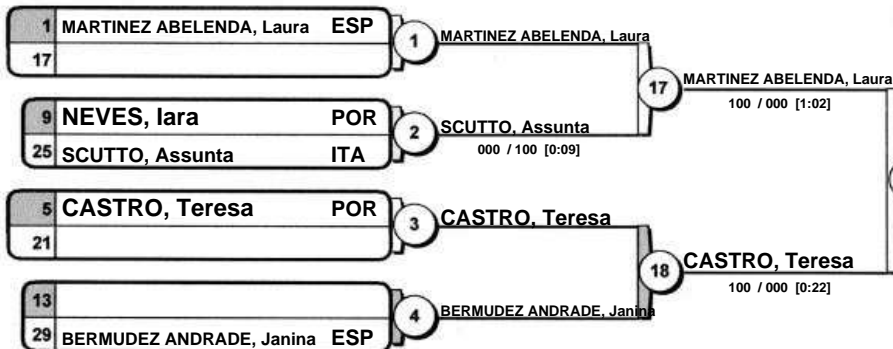 1 MARTINEZ ABELENDA, Laura ESP
17
1 MARTINEZ ABELENDA, Laura
9 NEVES, Iara POR
25 SCUTTO, Assunta ITA
2 SCUTTO, Assunta
000 / 100 [0:09]
17 MARTINEZ ABELENDA, Laura
100 / 000 [1:02]
5 CASTRO, Teresa POR
21
3 CASTRO, Teresa
13
29 BERMUDEZ ANDRADE, Janina ESP
4 BERMUDEZ ANDRADE, Janina
18 CASTRO, Teresa
100 / 000 [0:22]